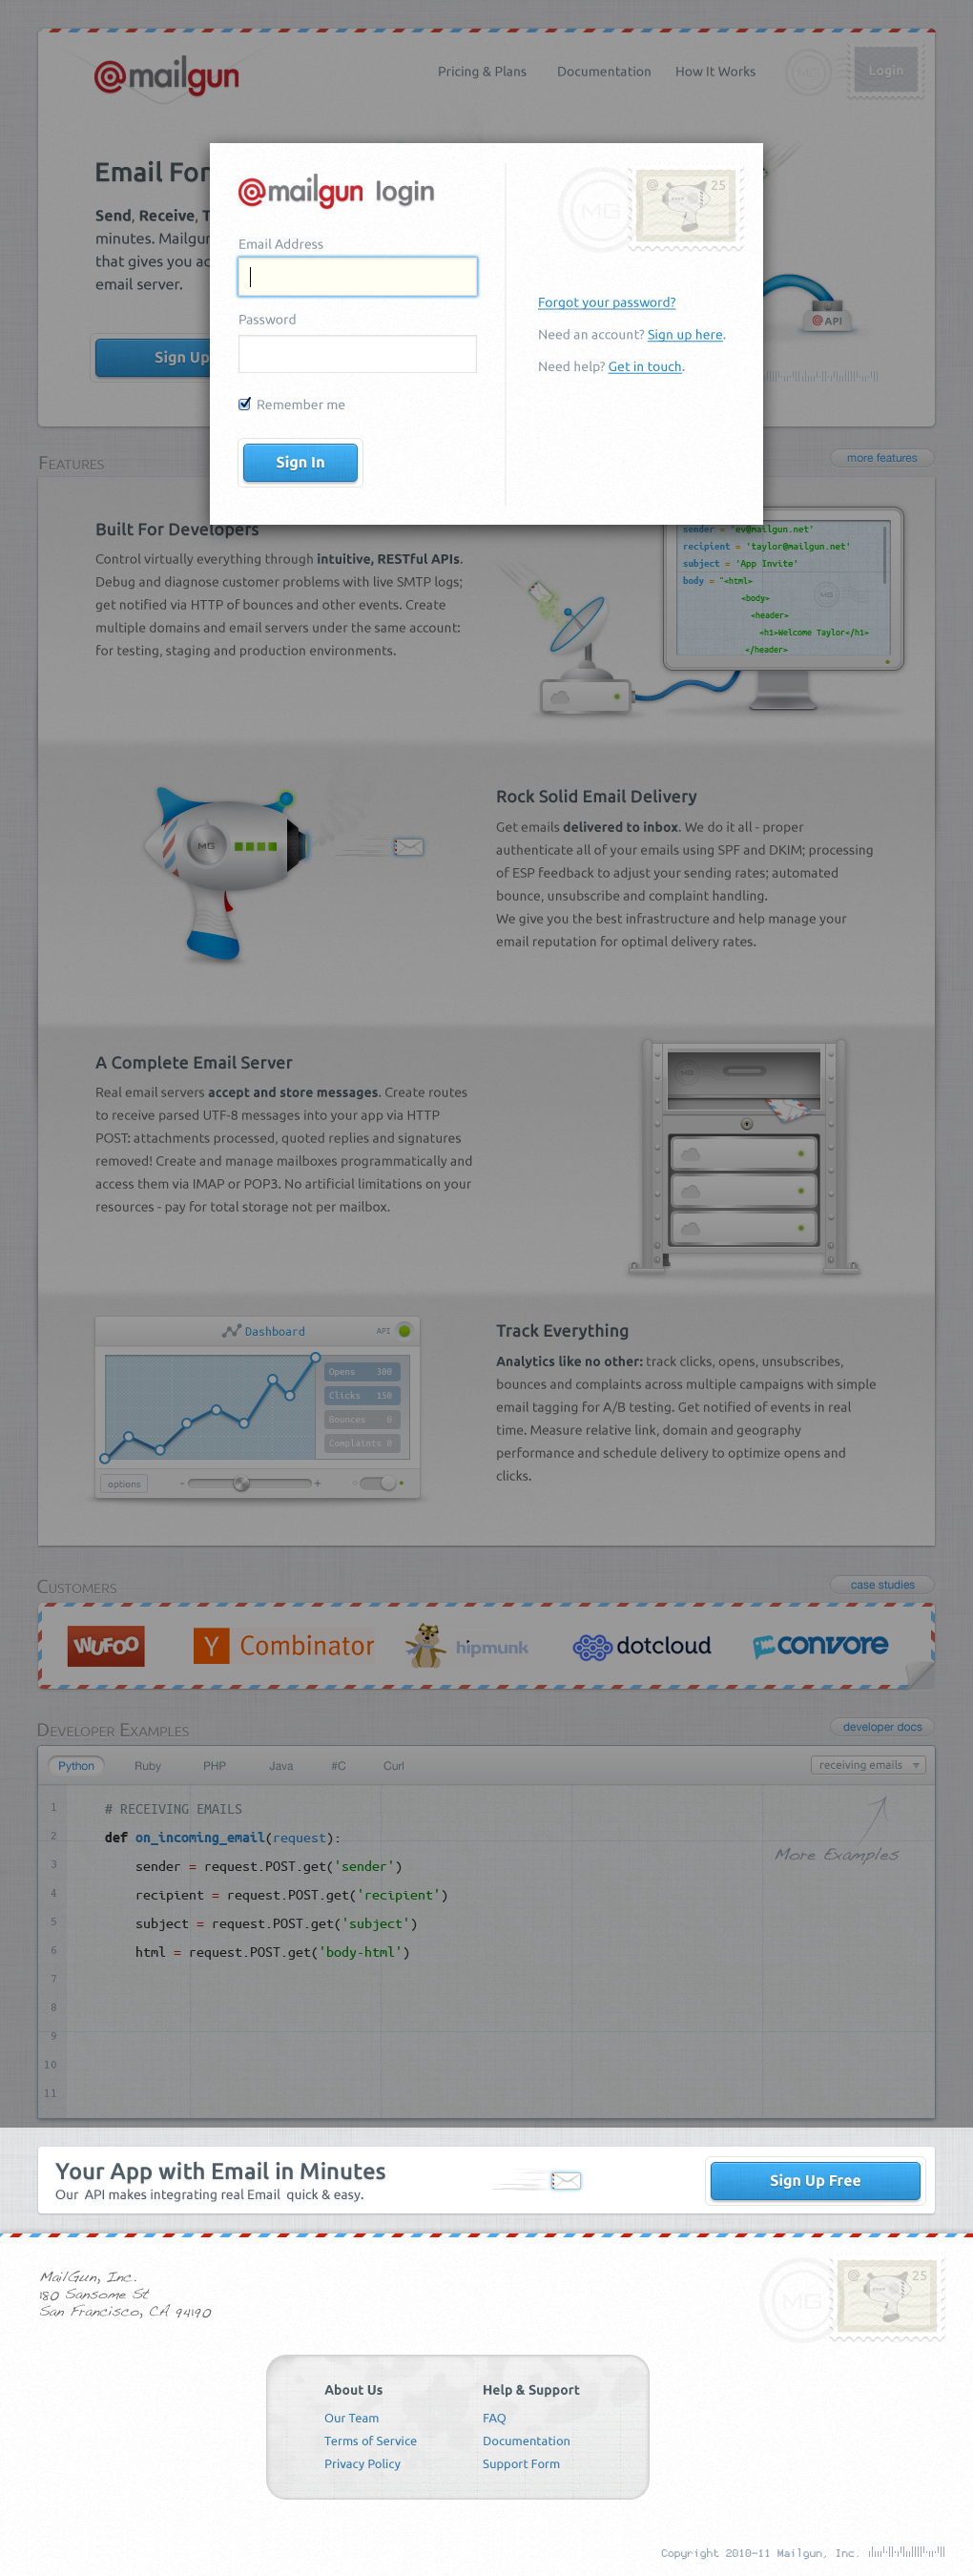 @mailgun
Pricing & Plans
Documentation
How It Works
MG
Login
Email For
Send, Receive, T
minutes. Mailgun
that gives you ac
email server.
Sign Up
@API
@mailgun login
Email Address
Password
Remember me
Sign In
MG
@ 25
Forgot your password?
Need an account? Sign up here.
Need help? Get in touch.
Features
more features
Built For Developers
Control virtually everything through intuitive, RESTful APIs.
Debug and diagnose customer problems with live SMTP logs;
get notified via HTTP of bounces and other events. Create
multiple domains and email servers under the same account:
for testing, staging and production environments.
sender = 'ev@mailgun.net'
recipient = 'taylor@mailgun.net'
subject = 'App Invite'
body = "<html>
<body>
<header>
<h1>Welcome Taylor</h1>
</header>
MG
MG
Rock Solid Email Delivery
Get emails delivered to inbox. We do it all - proper
authenticate all of your emails using SPF and DKIM; processing
of ESP feedback to adjust your sending rates; automated
bounce, unsubscribe and complaint handling.
We give you the best infrastructure and help manage your
email reputation for optimal delivery rates.
A Complete Email Server
Real email servers accept and store messages. Create routes
to receive parsed UTF-8 messages into your app via HTTP
POST: attachments processed, quoted replies and signatures
removed! Create and manage mailboxes programmatically and
access them via IMAP or POP3. No artificial limitations on your
resources - pay for total storage not per mailbox.
MG
Dashboard
API
Opens 300
Clicks 150
Bounces 0
Complaints 0
options
- +
Track Everything
Analytics like no other: track clicks, opens, unsubscribes,
bounces and complaints across multiple campaigns with simple
email tagging for A/B testing. Get notified of events in real
time. Measure relative link, domain and geography
performance and schedule delivery to optimize opens and
clicks.
Customers
case studies
WUFOO
Y Combinator
hipmunk
dotcloud
convore
Developer Examples
developer docs
Python
Ruby
PHP
Java
#C
Curl
receiving emails
1 # RECEIVING EMAILS
2 def on_incoming_email(request):
3 sender = request.POST.get('sender')
4 recipient = request.POST.get('recipient')
5 subject = request.POST.get('subject')
6 html = request.POST.get('body-html')
7
8
9
10
11
More Examples
Your App with Email in Minutes
Our API makes integrating real Email quick & easy.
Sign Up Free
MailGun, Inc.
180 Sansome St
San Francisco, CA 94190
MG
@ 25
About Us
Our Team
Terms of Service
Privacy Policy
Help & Support
FAQ
Documentation
Support Form
Copyright 2010-11 Mailgun, Inc.